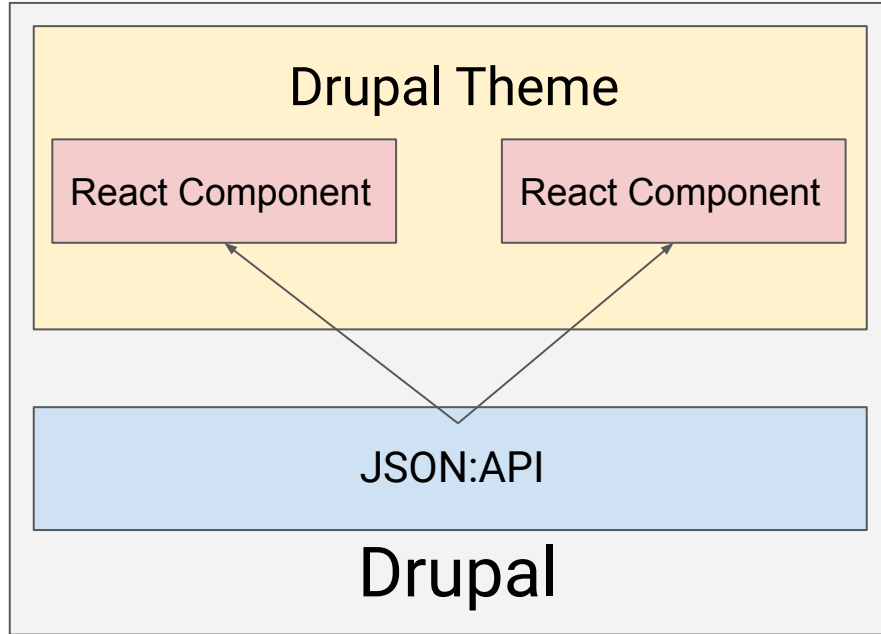 Drupal Theme
React Component
React Component
JSON:API
Drupal